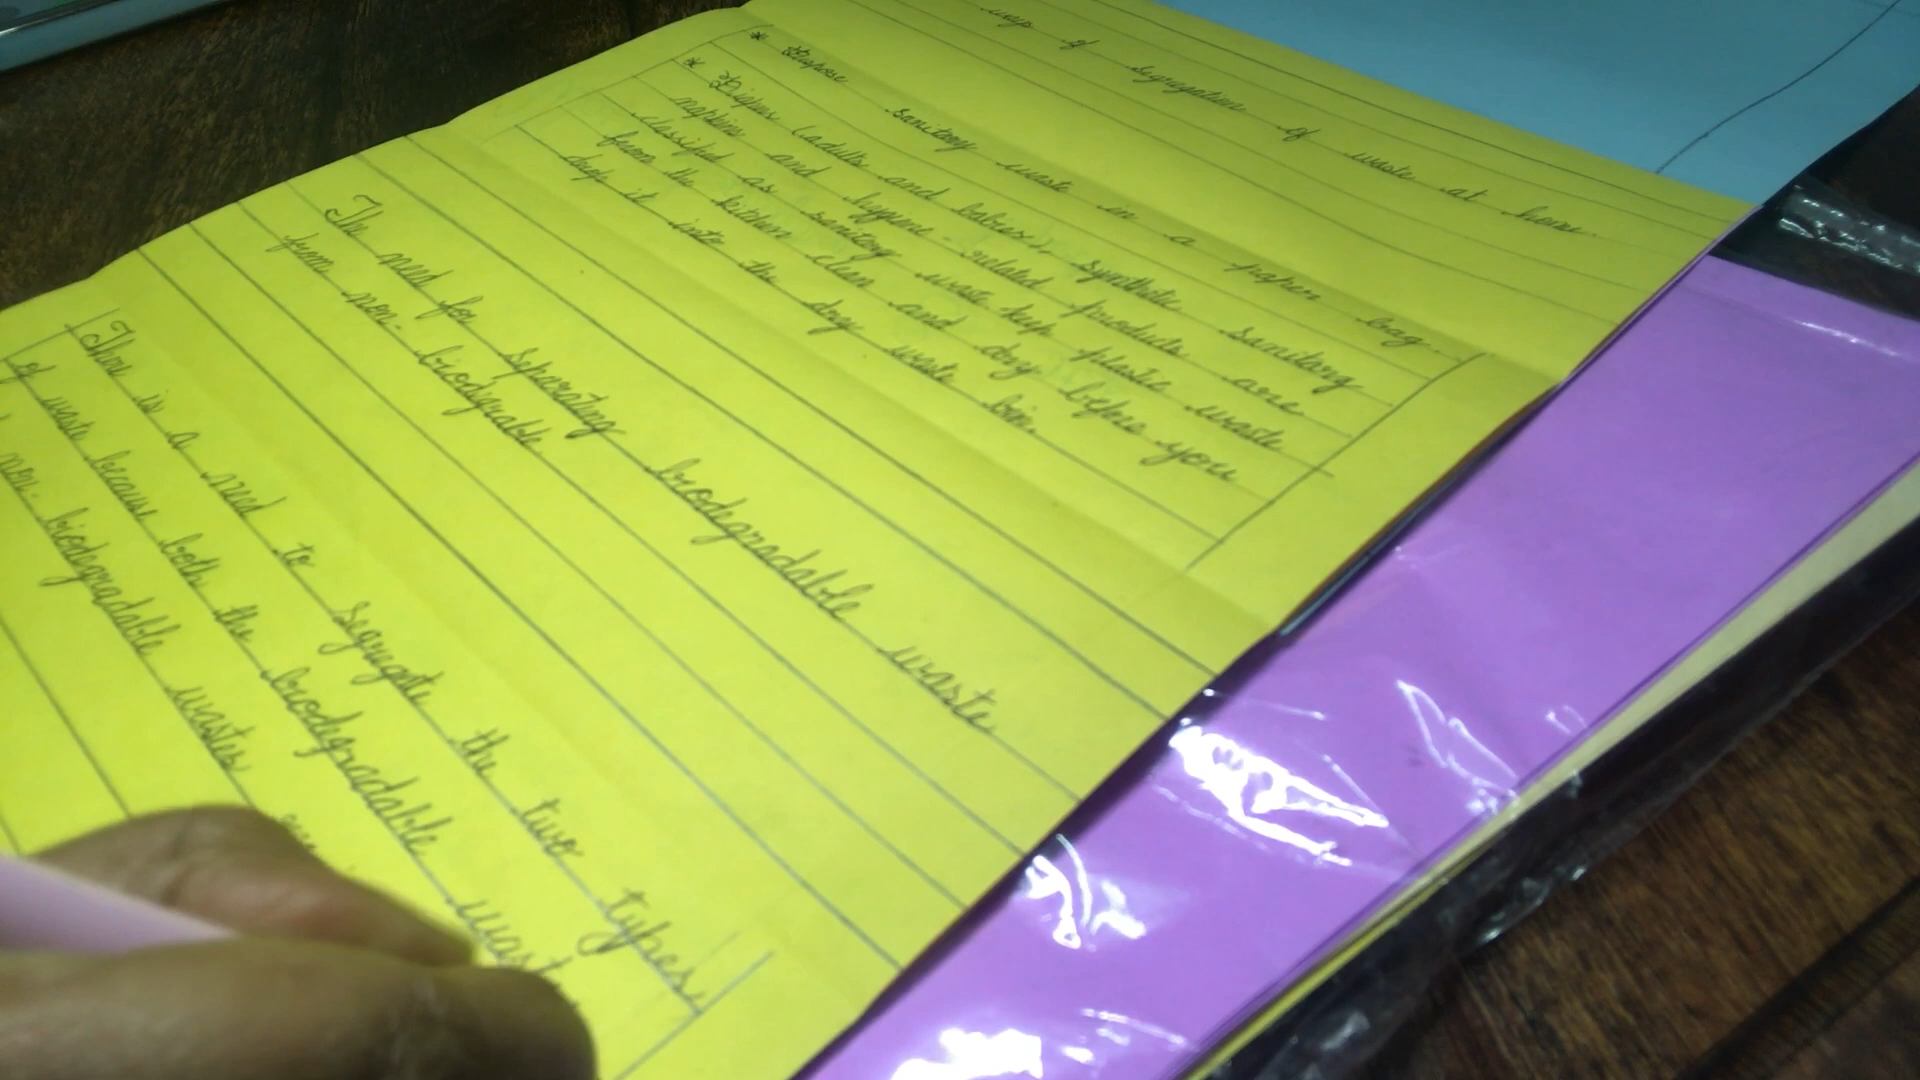 ways of segregation of waste at home.
* Dispose sanitary waste in a paper bag.
* Diapers (adults and babies), synthetic sanitary
napkins and hygiene-related products are
classified as sanitary waste keep plastic waste
from the kitchen clean and dry before you
drop it into the dry waste bin.
The need for separating biodegradable waste
from non-biodegrable
There is a need to segregate the two types
of waste because both the biodegradable waste
non-biodegradable wastes